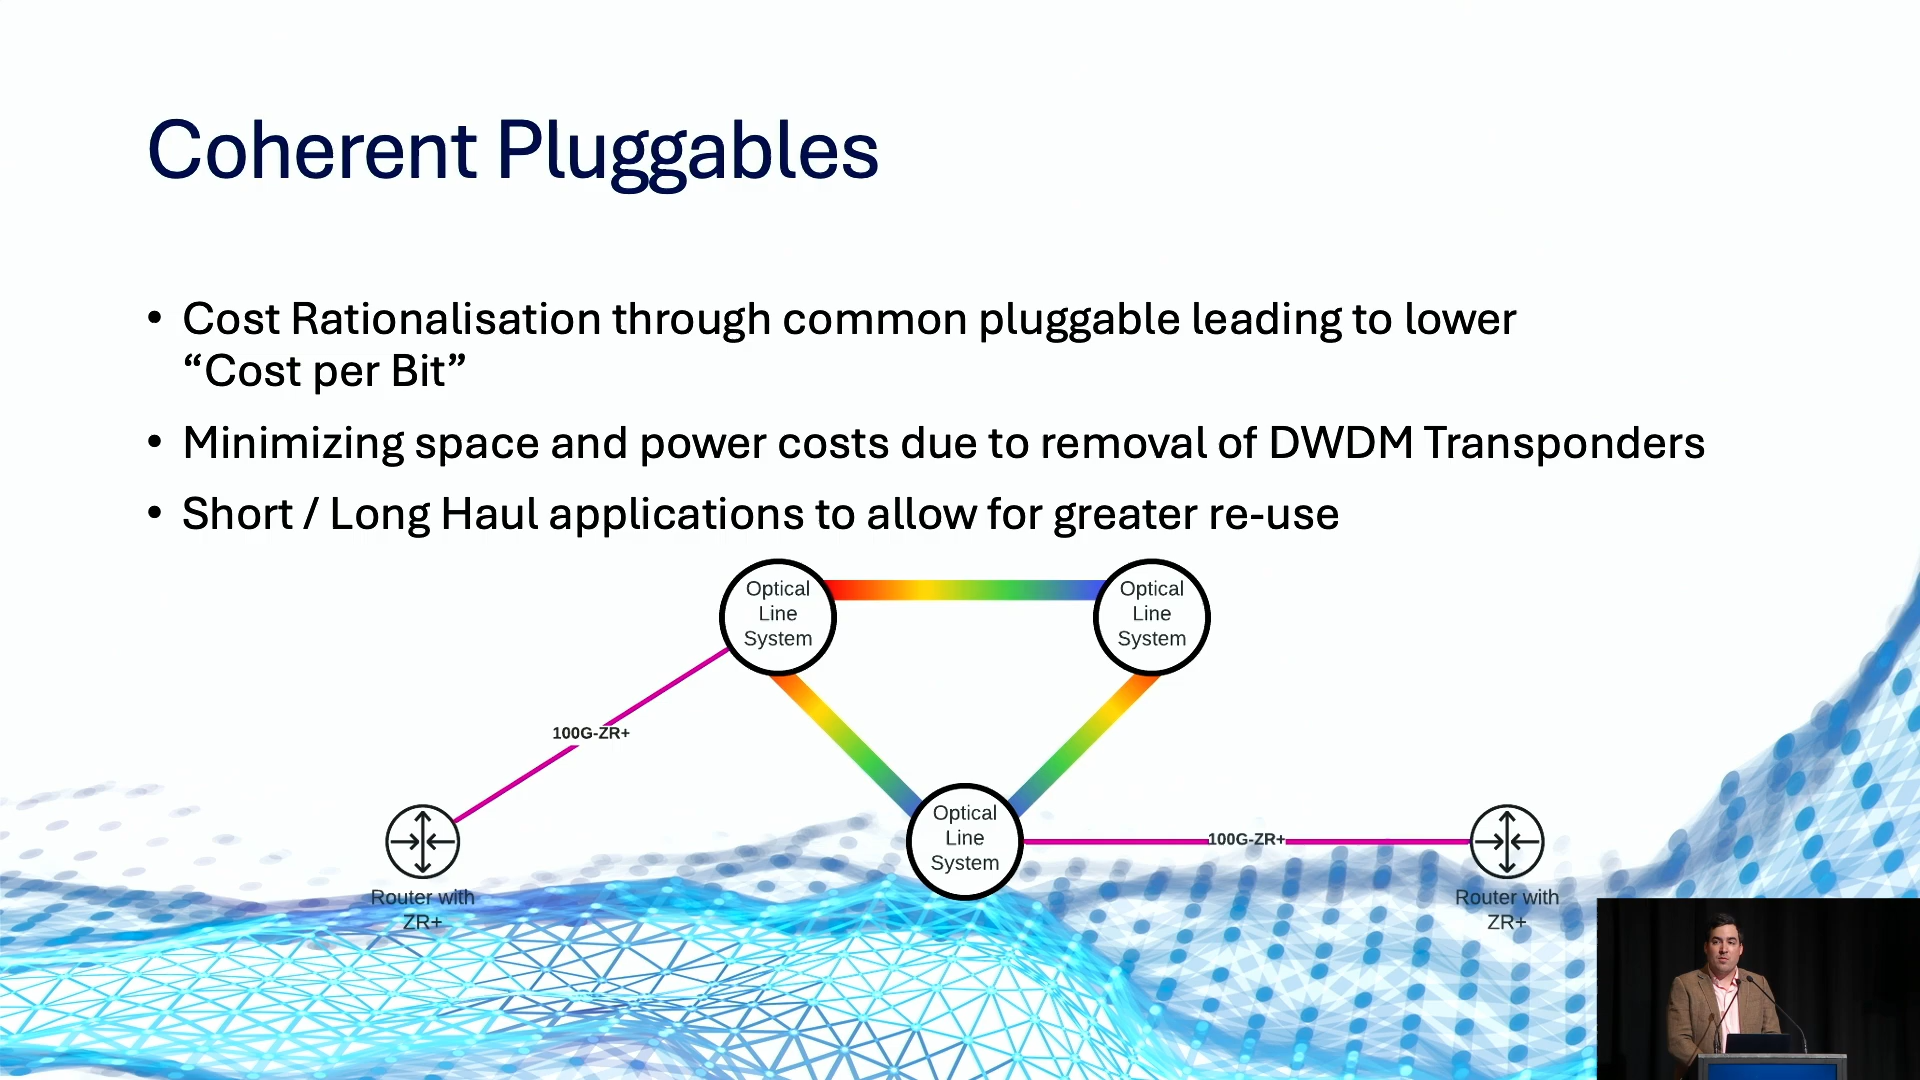 Coherent Pluggables
• Cost Rationalisation through common pluggable leading to lower
“Cost per Bit”
• Minimizing space and power costs due to removal of DWDM Transponders
• Short / Long Haul applications to allow for greater re-use
Optical
Line
System
Optical
Line
System
100G-ZR+
Optical
Line
System
100G-ZR+
Router with
ZR+
Router with
ZR+